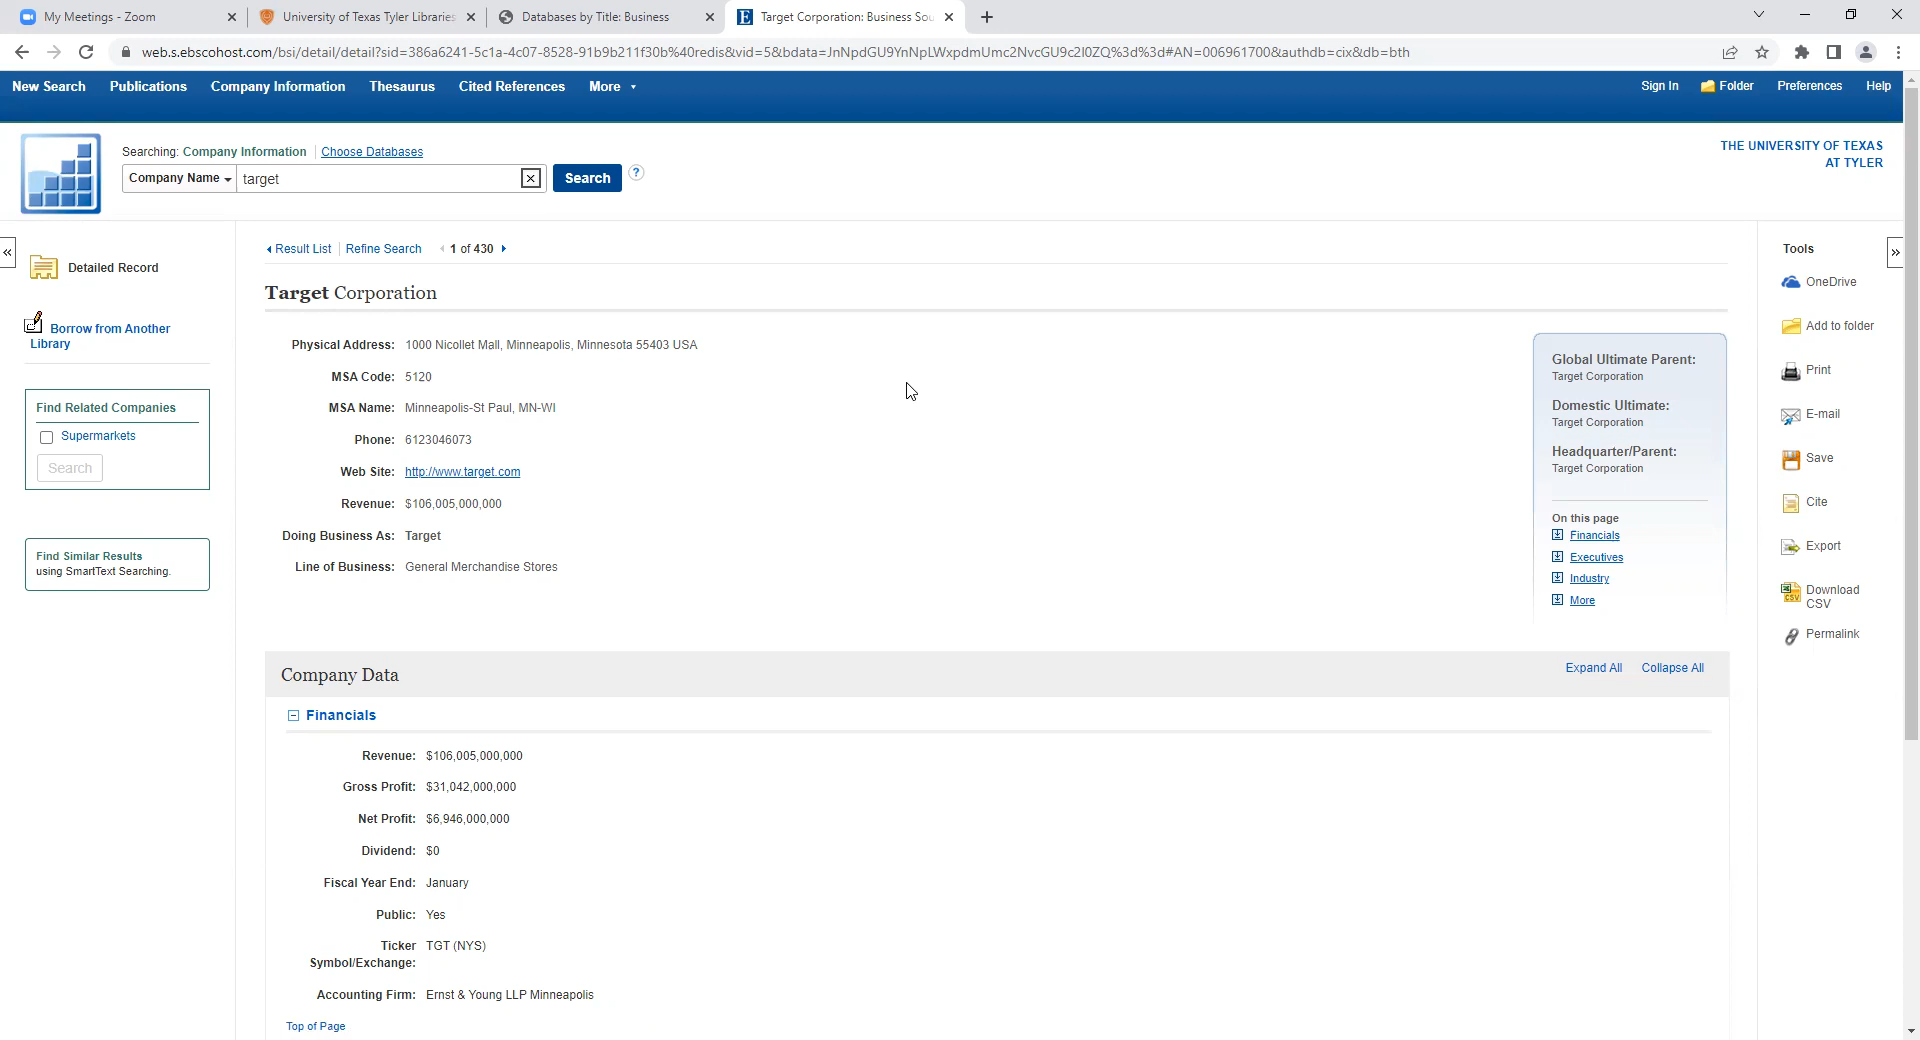 My Meetings - Zoom
University of Texas Tyler Libraries
Databases by Title: Business
Target Corporation: Business Sou
web.s.ebscohost.com/bsi/detail/detail?sid=386a6241-5c1a-4c07-8528-91b9b211f30b%40redis&vid=5&bdata=JnNpdGU9YnNpLWxpdmUmc2NvcGU9c2l0ZQ%3d%3d#AN=006961700&authdb=cix&db=bth
New Search Publications Company Information Thesaurus Cited References More
Sign In Folder Preferences Help
Searching: Company Information Choose Databases
Company Name target Search ?
THE UNIVERSITY OF TEXAS
AT TYLER
Detailed Record
Borrow from Another
Library
Find Related Companies
Supermarkets
Search
Find Similar Results
using SmartText Searching.
Result List Refine Search 1 of 430
Target Corporation
Physical Address: 1000 Nicollet Mall, Minneapolis, Minnesota 55403 USA
MSA Code: 5120
MSA Name: Minneapolis-St Paul, MN-WI
Phone: 6123046073
Web Site: http://www.target.com
Revenue: $106,005,000,000
Doing Business As: Target
Line of Business: General Merchandise Stores
Global Ultimate Parent:
Target Corporation
Domestic Ultimate:
Target Corporation
Headquarter/Parent:
Target Corporation
On this page
Financials
Executives
Industry
More
Company Data
Expand All Collapse All
Financials
Revenue: $106,005,000,000
Gross Profit: $31,042,000,000
Net Profit: $6,946,000,000
Dividend: $0
Fiscal Year End: January
Public: Yes
Ticker TGT (NYS)
Symbol/Exchange:
Accounting Firm: Ernst & Young LLP Minneapolis
Top of Page
Tools
OneDrive
Add to folder
Print
E-mail
Save
Cite
Export
Download
CSV
Permalink